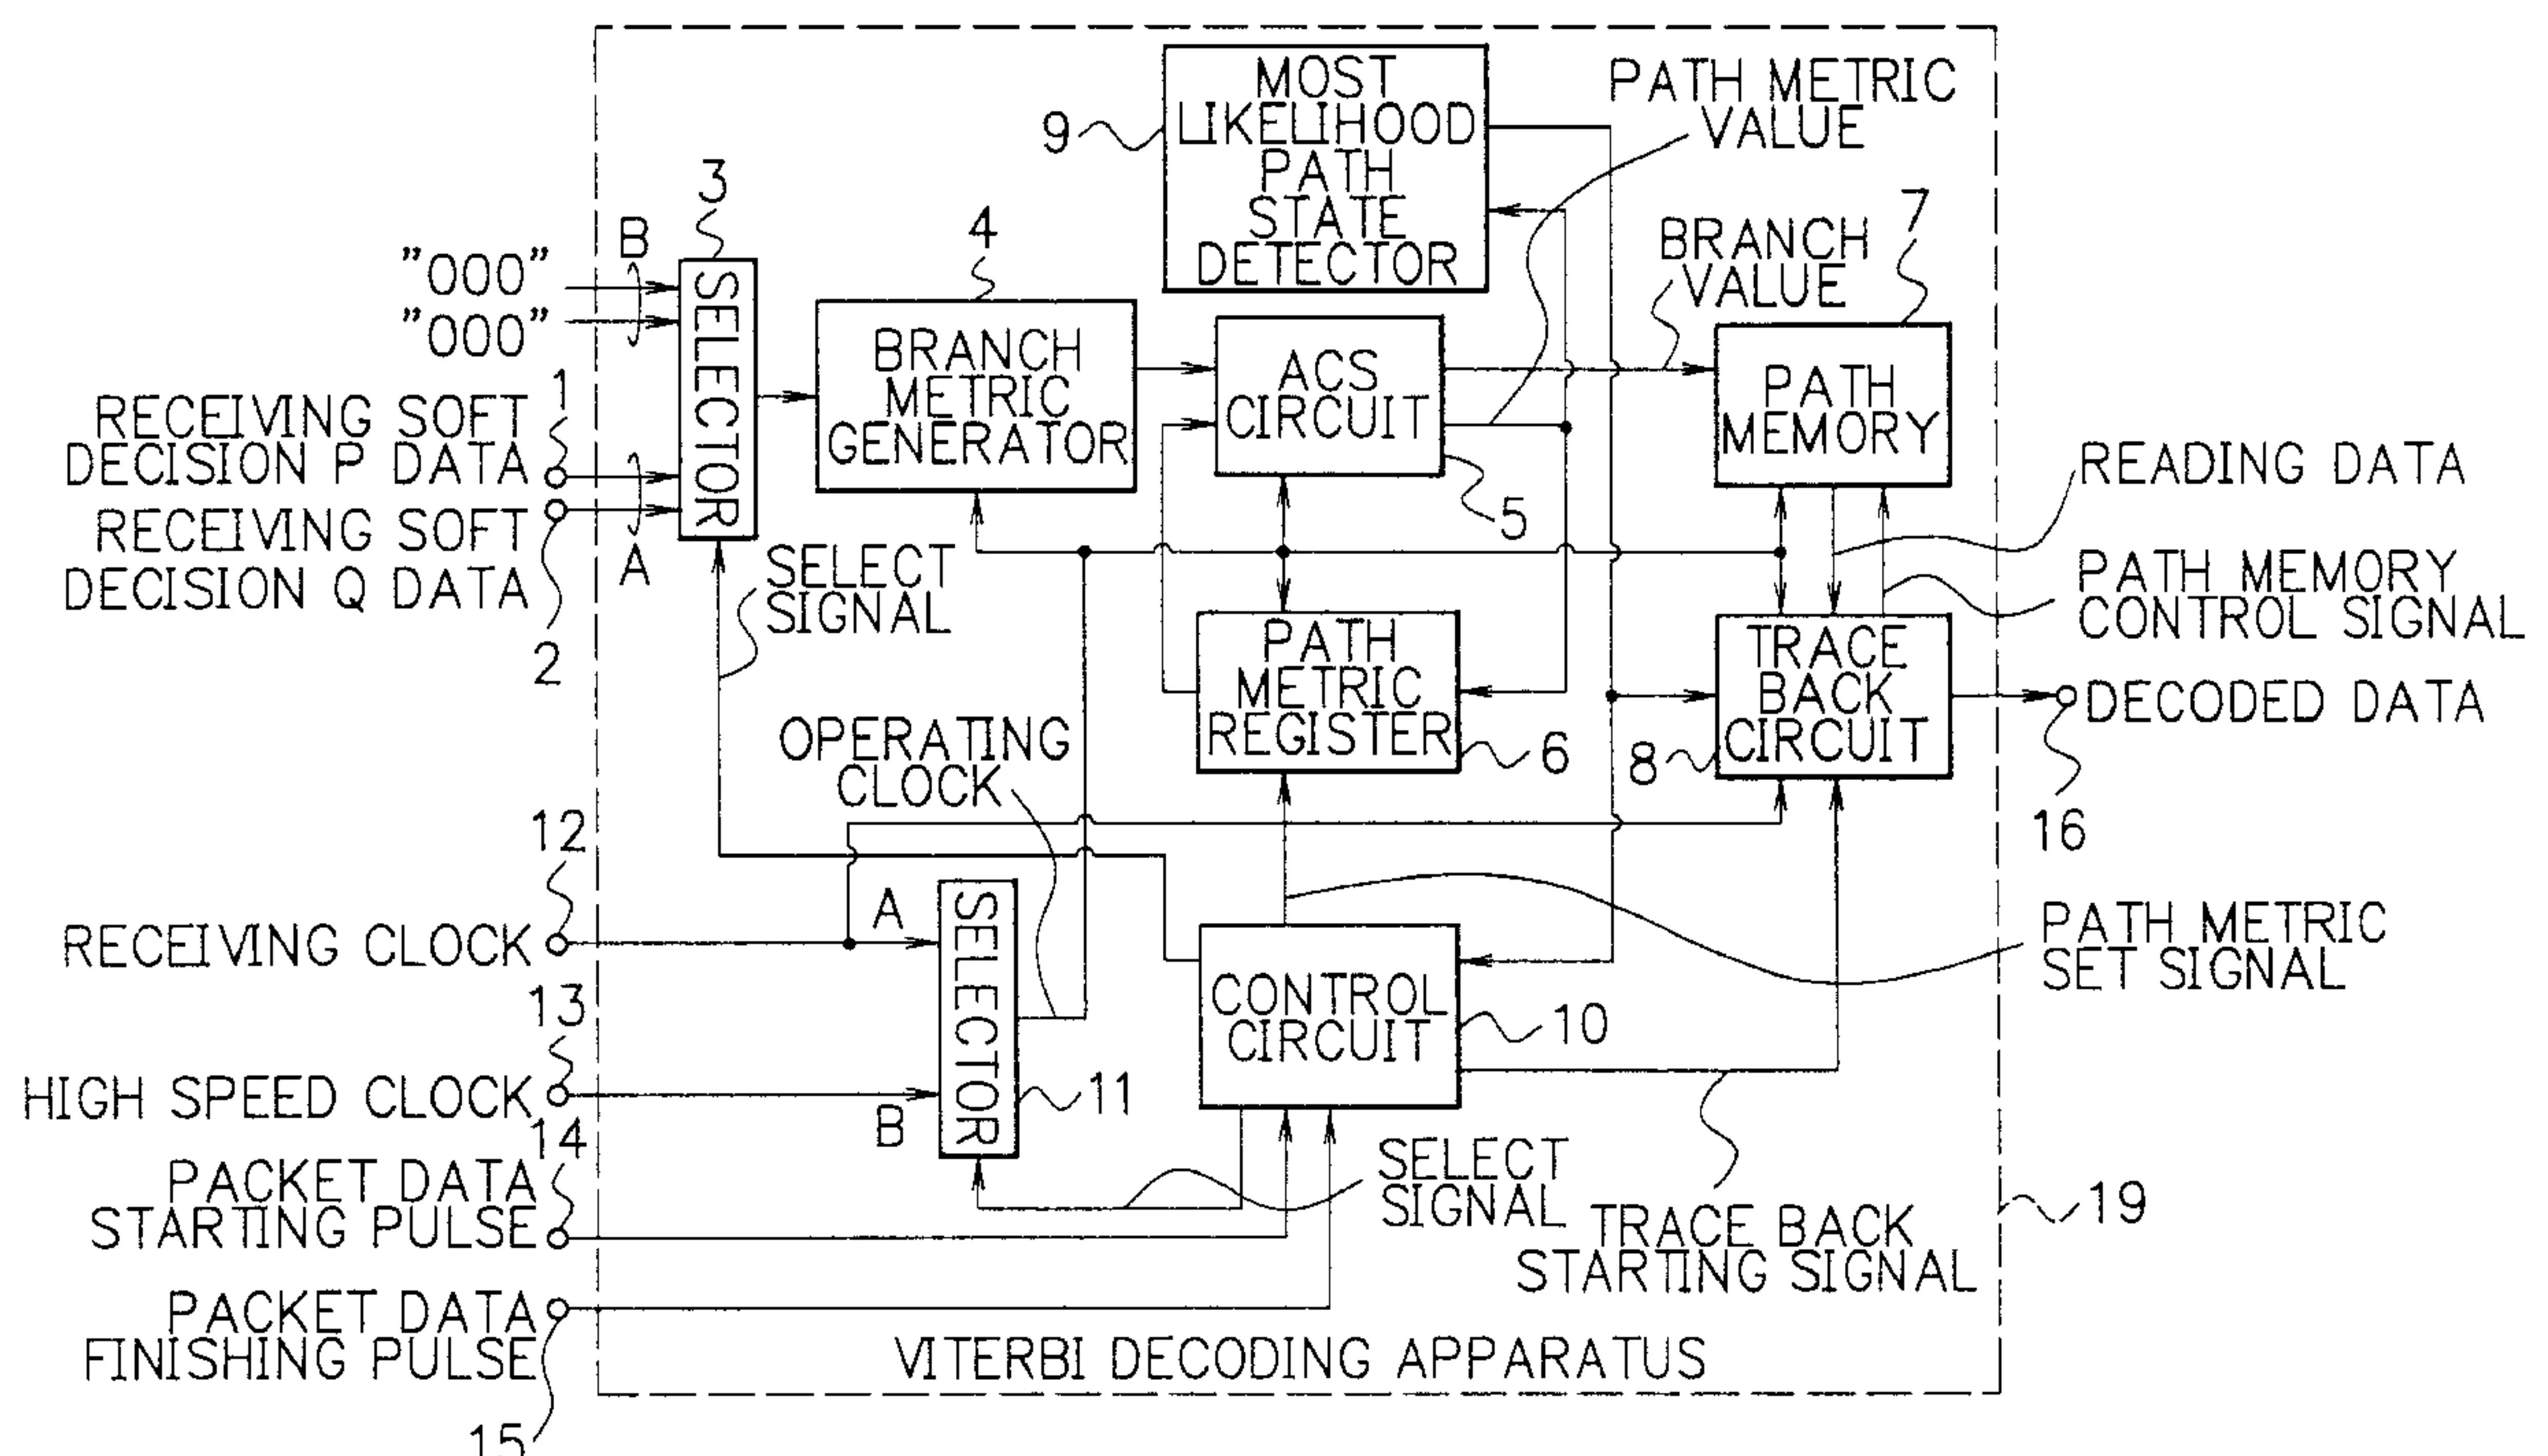 MOST
LIKELIHOOD
PATH
STATE
DETECTOR
9
PATH METRIC
VALUE
3
4
7
B
"000"
"000"
SELECTOR
BRANCH
METRIC
GENERATOR
ACS
CIRCUIT
BRANCH
VALUE
PATH
MEMORY
1
RECEIVING SOFT
DECISION P DATA
RECEIVING SOFT
DECISION Q DATA
A
2
5
READING DATA
SELECT
SIGNAL
PATH MEMORY
CONTROL SIGNAL
PATH
METRIC
REGISTER
6
TRACE
BACK
CIRCUIT
8
DECODED DATA
16
OPERATING
CLOCK
12
RECEIVING CLOCK
A
SELECTOR
PATH METRIC
SET SIGNAL
13
HIGH SPEED CLOCK
B
11
CONTROL
CIRCUIT
10
14
PACKET DATA
STARTING PULSE
SELECT
SIGNAL
TRACE BACK
STARTING SIGNAL
19
PACKET DATA
FINISHING PULSE
15
VITERBI DECODING APPARATUS